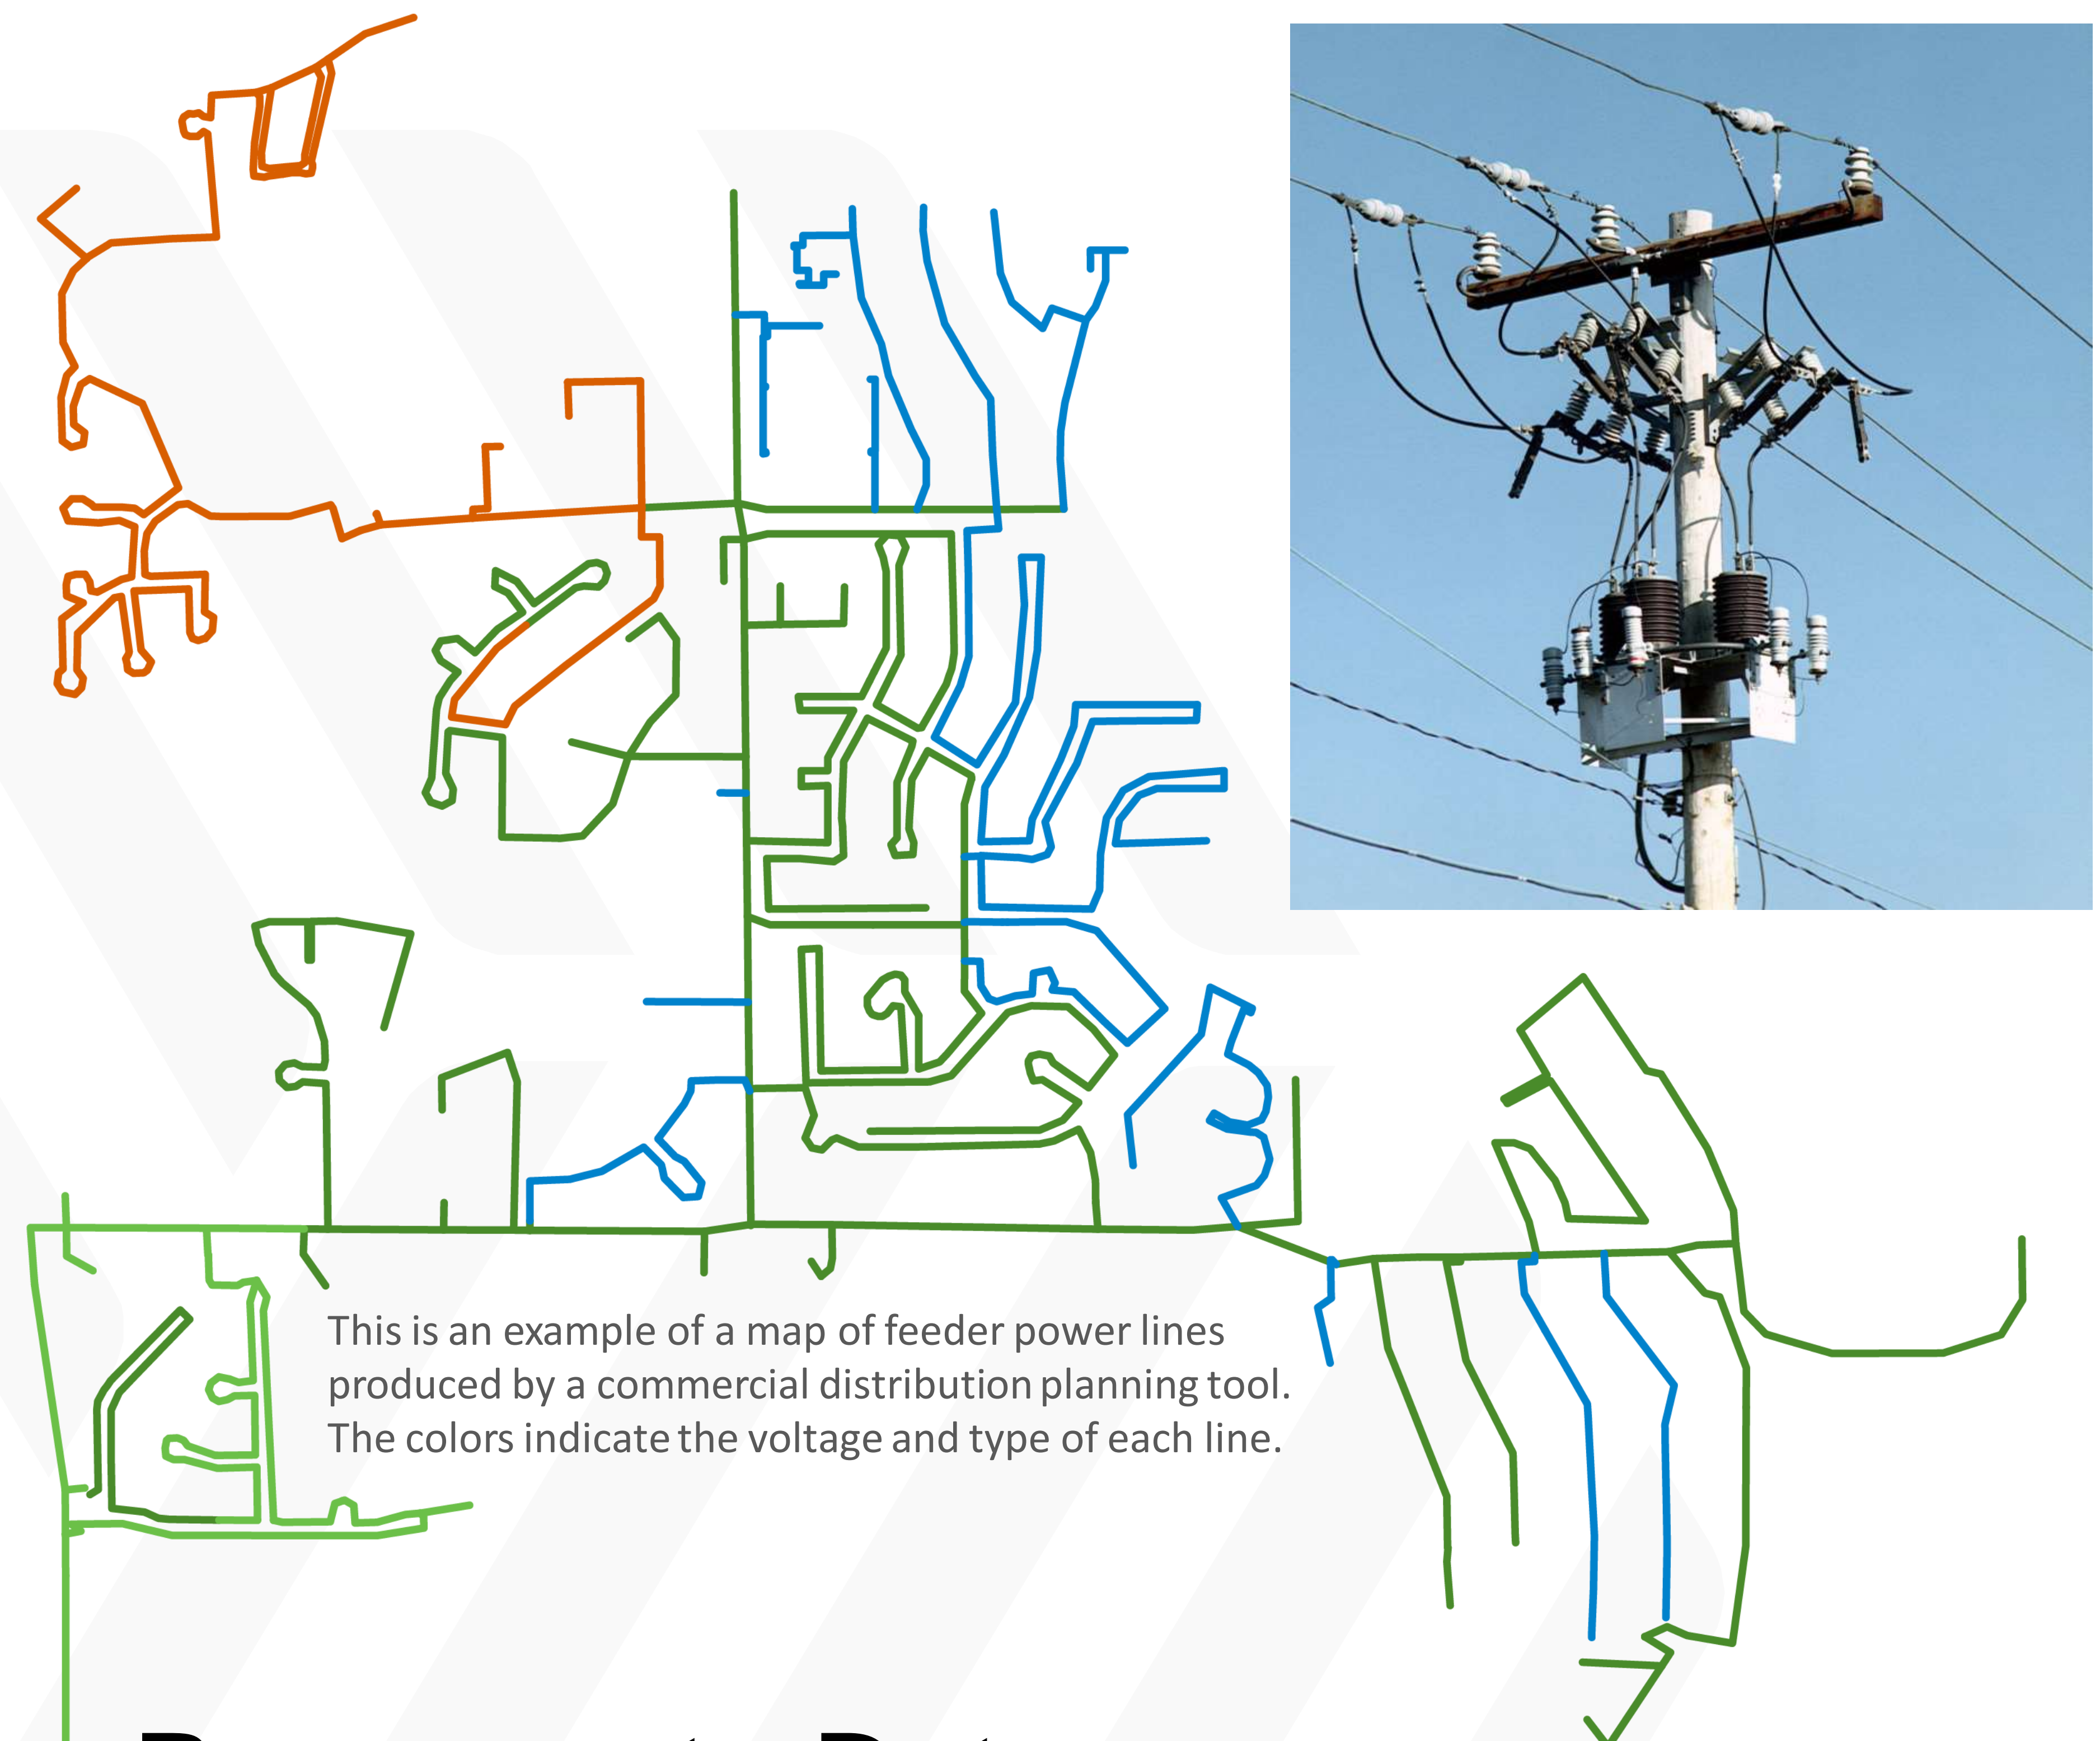 This is an example of a map of feeder power lines
produced by a commercial distribution planning tool.
The colors indicate the voltage and type of each line.